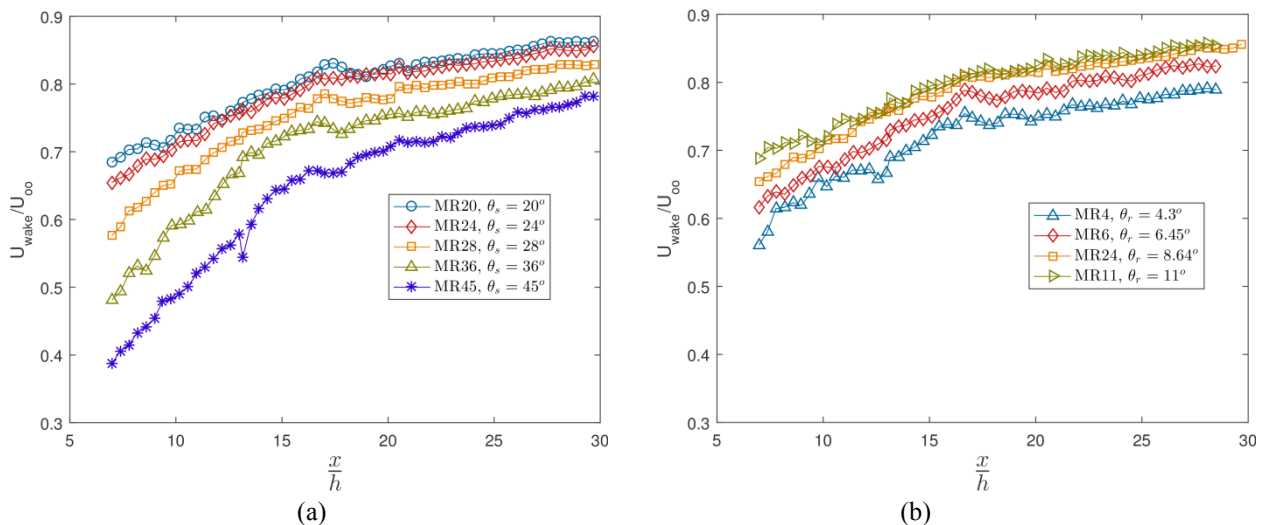 0.9
0.8
0.7
0.6
0.5
0.4
0.3
5 10 15 20 25 30
U_wake/U_oo
x/h
MR20, θ_s = 20°
MR24, θ_s = 24°
MR28, θ_s = 28°
MR36, θ_s = 36°
MR45, θ_s = 45°
(a)
0.9
0.8
0.7
0.6
0.5
0.4
0.3
5 10 15 20 25 30
U_wake/U_oo
x/h
MR4, θ_r = 4.3°
MR6, θ_r = 6.45°
MR24, θ_r = 8.64°
MR11, θ_r = 11°
(b)